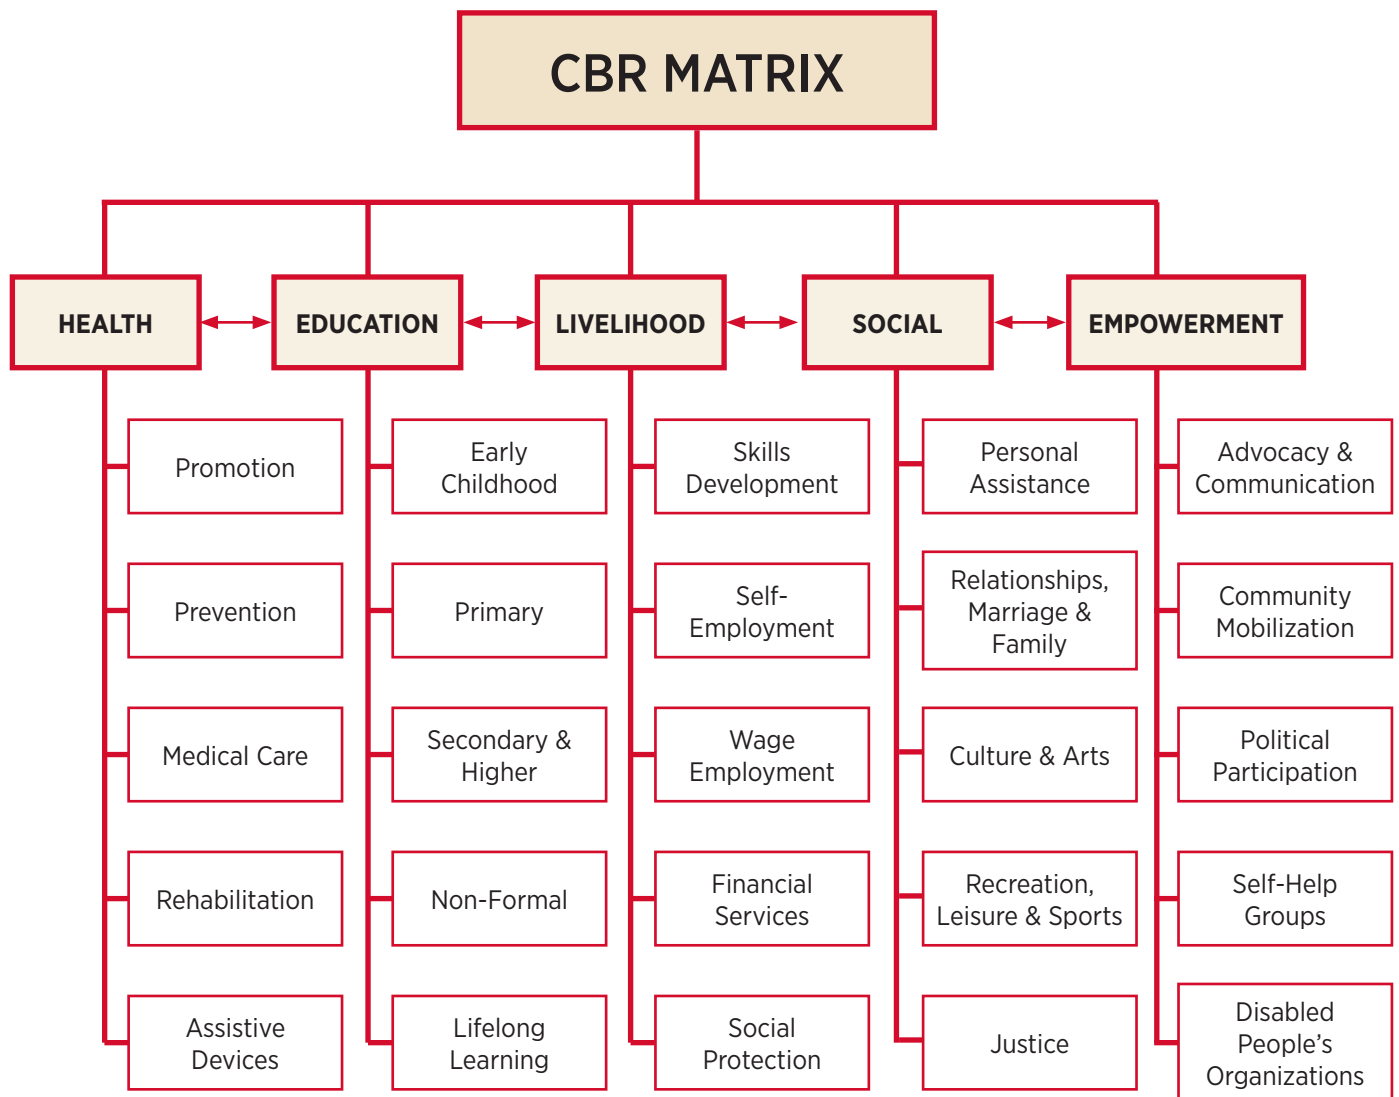 CBR MATRIX
HEALTH
EDUCATION
LIVELIHOOD
SOCIAL
EMPOWERMENT
Promotion
Prevention
Medical Care
Rehabilitation
Assistive
Devices
Early
Childhood
Primary
Secondary &
Higher
Non-Formal
Lifelong
Learning
Skills
Development
Self-
Employment
Wage
Employment
Financial
Services
Social
Protection
Personal
Assistance
Relationships,
Marriage &
Family
Culture & Arts
Recreation,
Leisure & Sports
Justice
Advocacy &
Communication
Community
Mobilization
Political
Participation
Self-Help
Groups
Disabled
People’s
Organizations